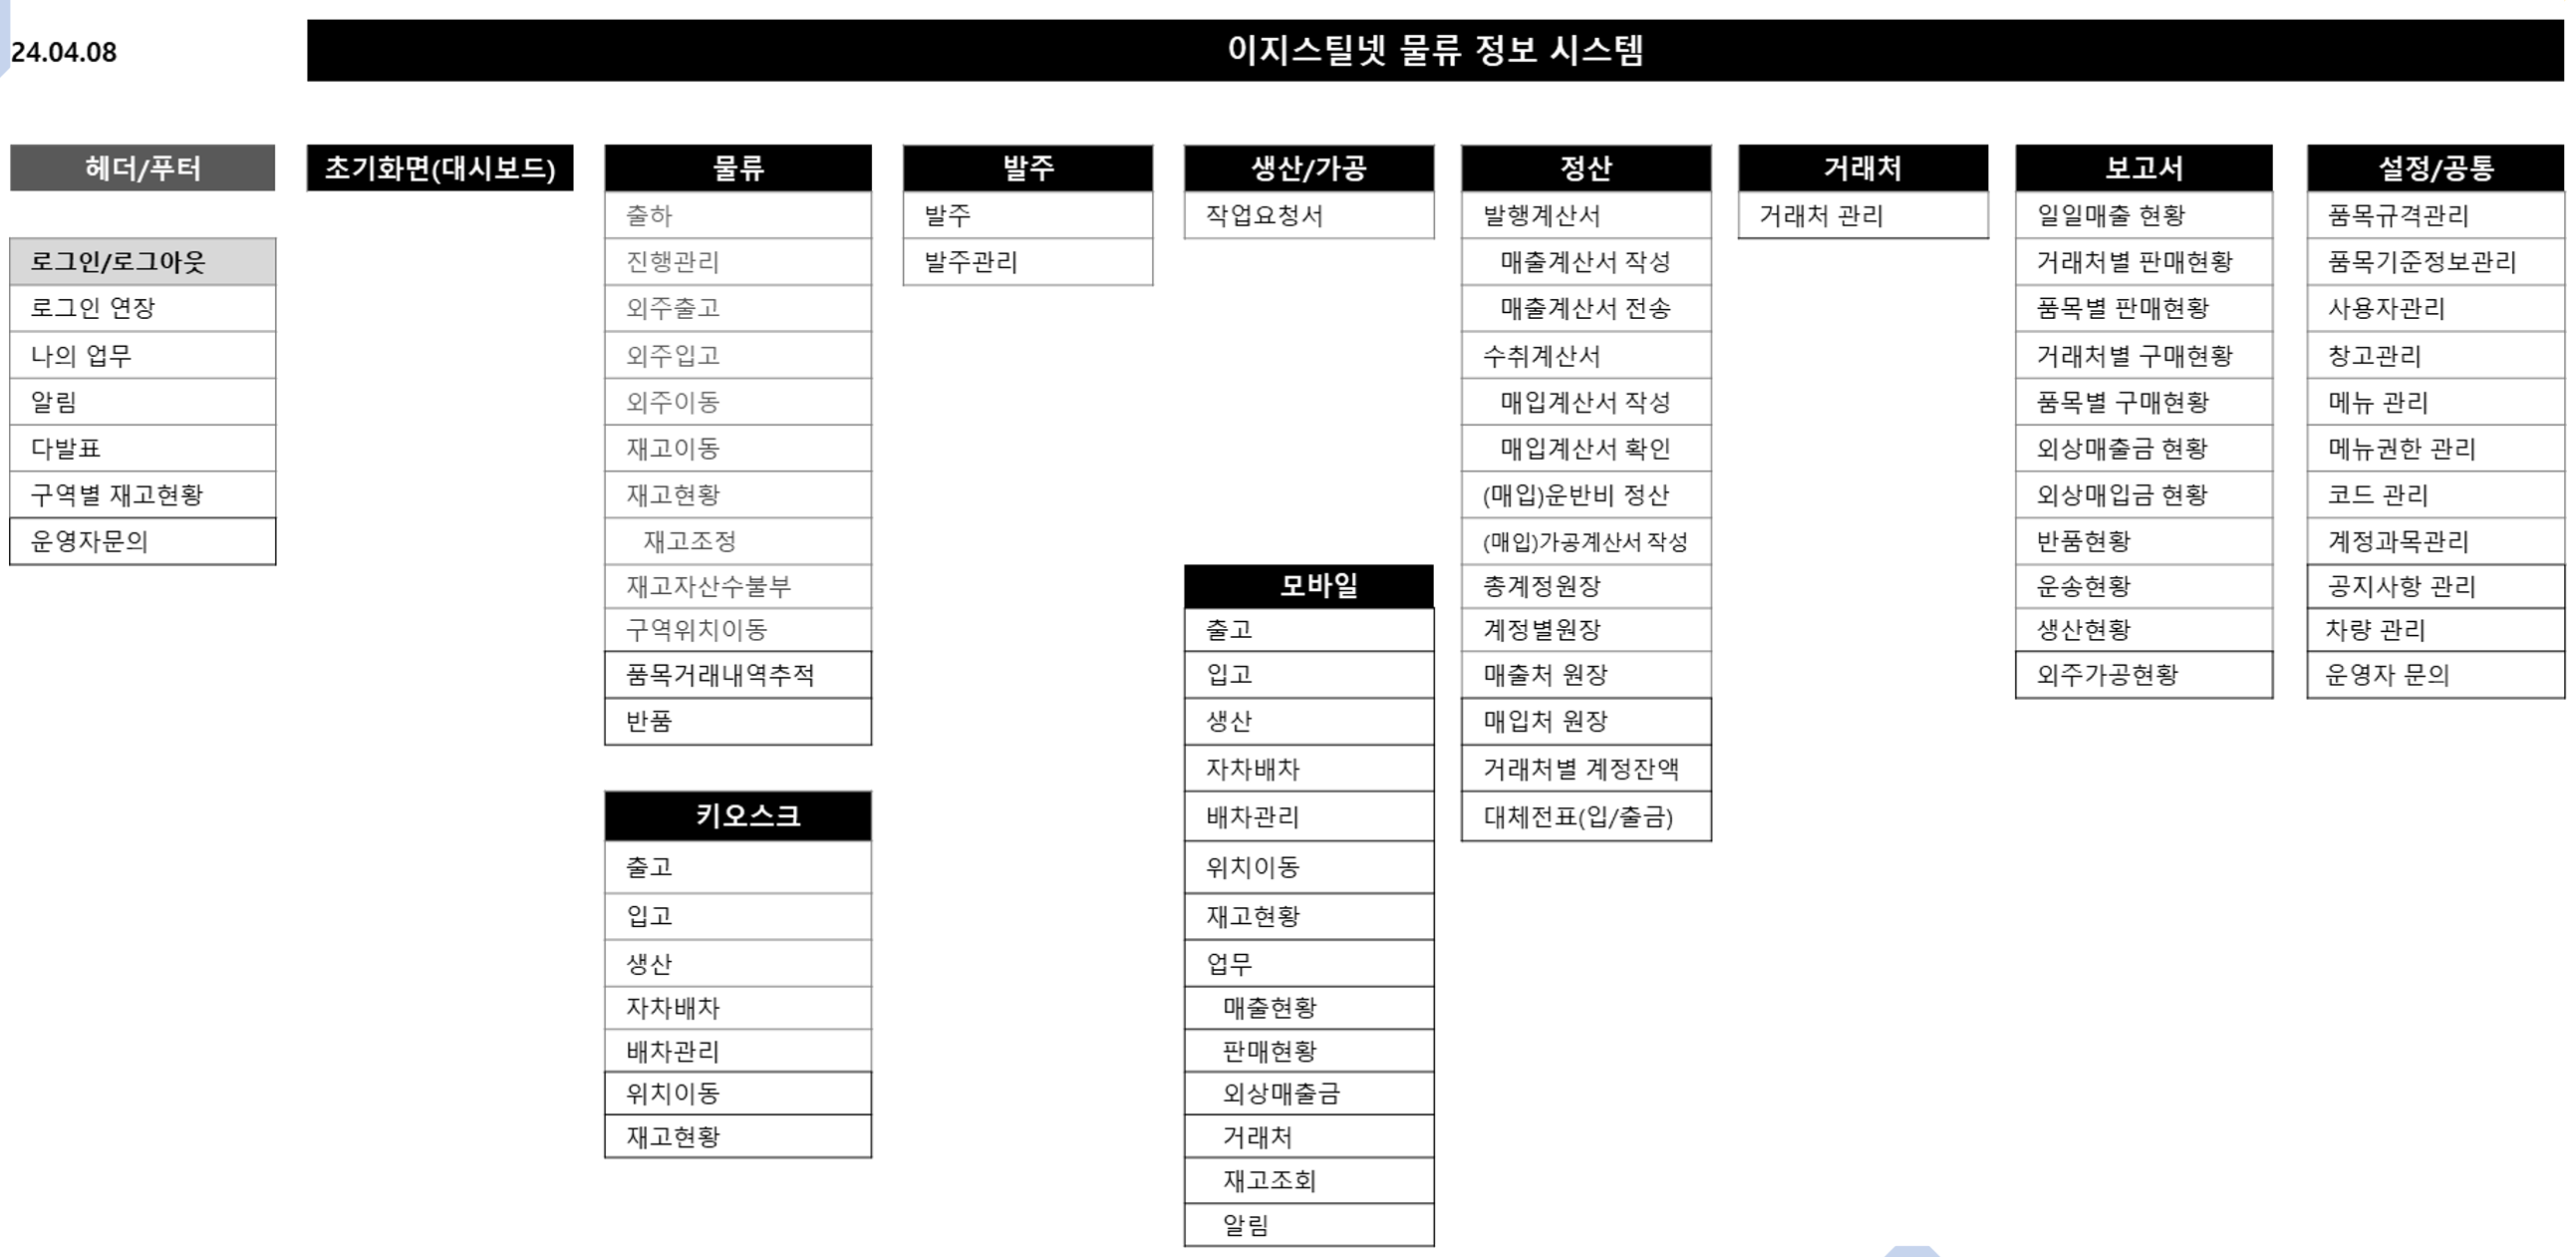 24.04.08
이지스틸넷 물류 정보 시스템
헤더/푸터
로그인/로그아웃
로그인 연장
나의 업무
알림
다발표
구역별 재고현황
운영자문의
초기화면(대시보드)
물류
출하
진행관리
외주출고
외주입고
외주이동
재고이동
재고현황
재고조정
재고자산수불부
구역위치이동
품목거래내역추적
반품
키오스크
출고
입고
생산
자차배차
배차관리
위치이동
재고현황
발주
발주
발주관리
생산/가공
작업요청서
모바일
출고
입고
생산
자차배차
배차관리
위치이동
재고현황
업무
매출현황
판매현황
외상매출금
거래처
재고조회
알림
정산
발행계산서
매출계산서 작성
매출계산서 전송
수취계산서
매입계산서 작성
매입계산서 확인
(매입)운반비 정산
(매입)가공계산서 작성
총계정원장
계정별원장
매출처 원장
매입처 원장
거래처별 계정잔액
대체전표(입/출금)
거래처
거래처 관리
보고서
일일매출 현황
거래처별 판매현황
품목별 판매현황
거래처별 구매현황
품목별 구매현황
외상매출금 현황
외상매입금 현황
반품현황
운송현황
생산현황
외주가공현황
설정/공통
품목규격관리
품목기준정보관리
사용자관리
창고관리
메뉴 관리
메뉴권한 관리
코드 관리
계정과목관리
공지사항 관리
차량 관리
운영자 문의